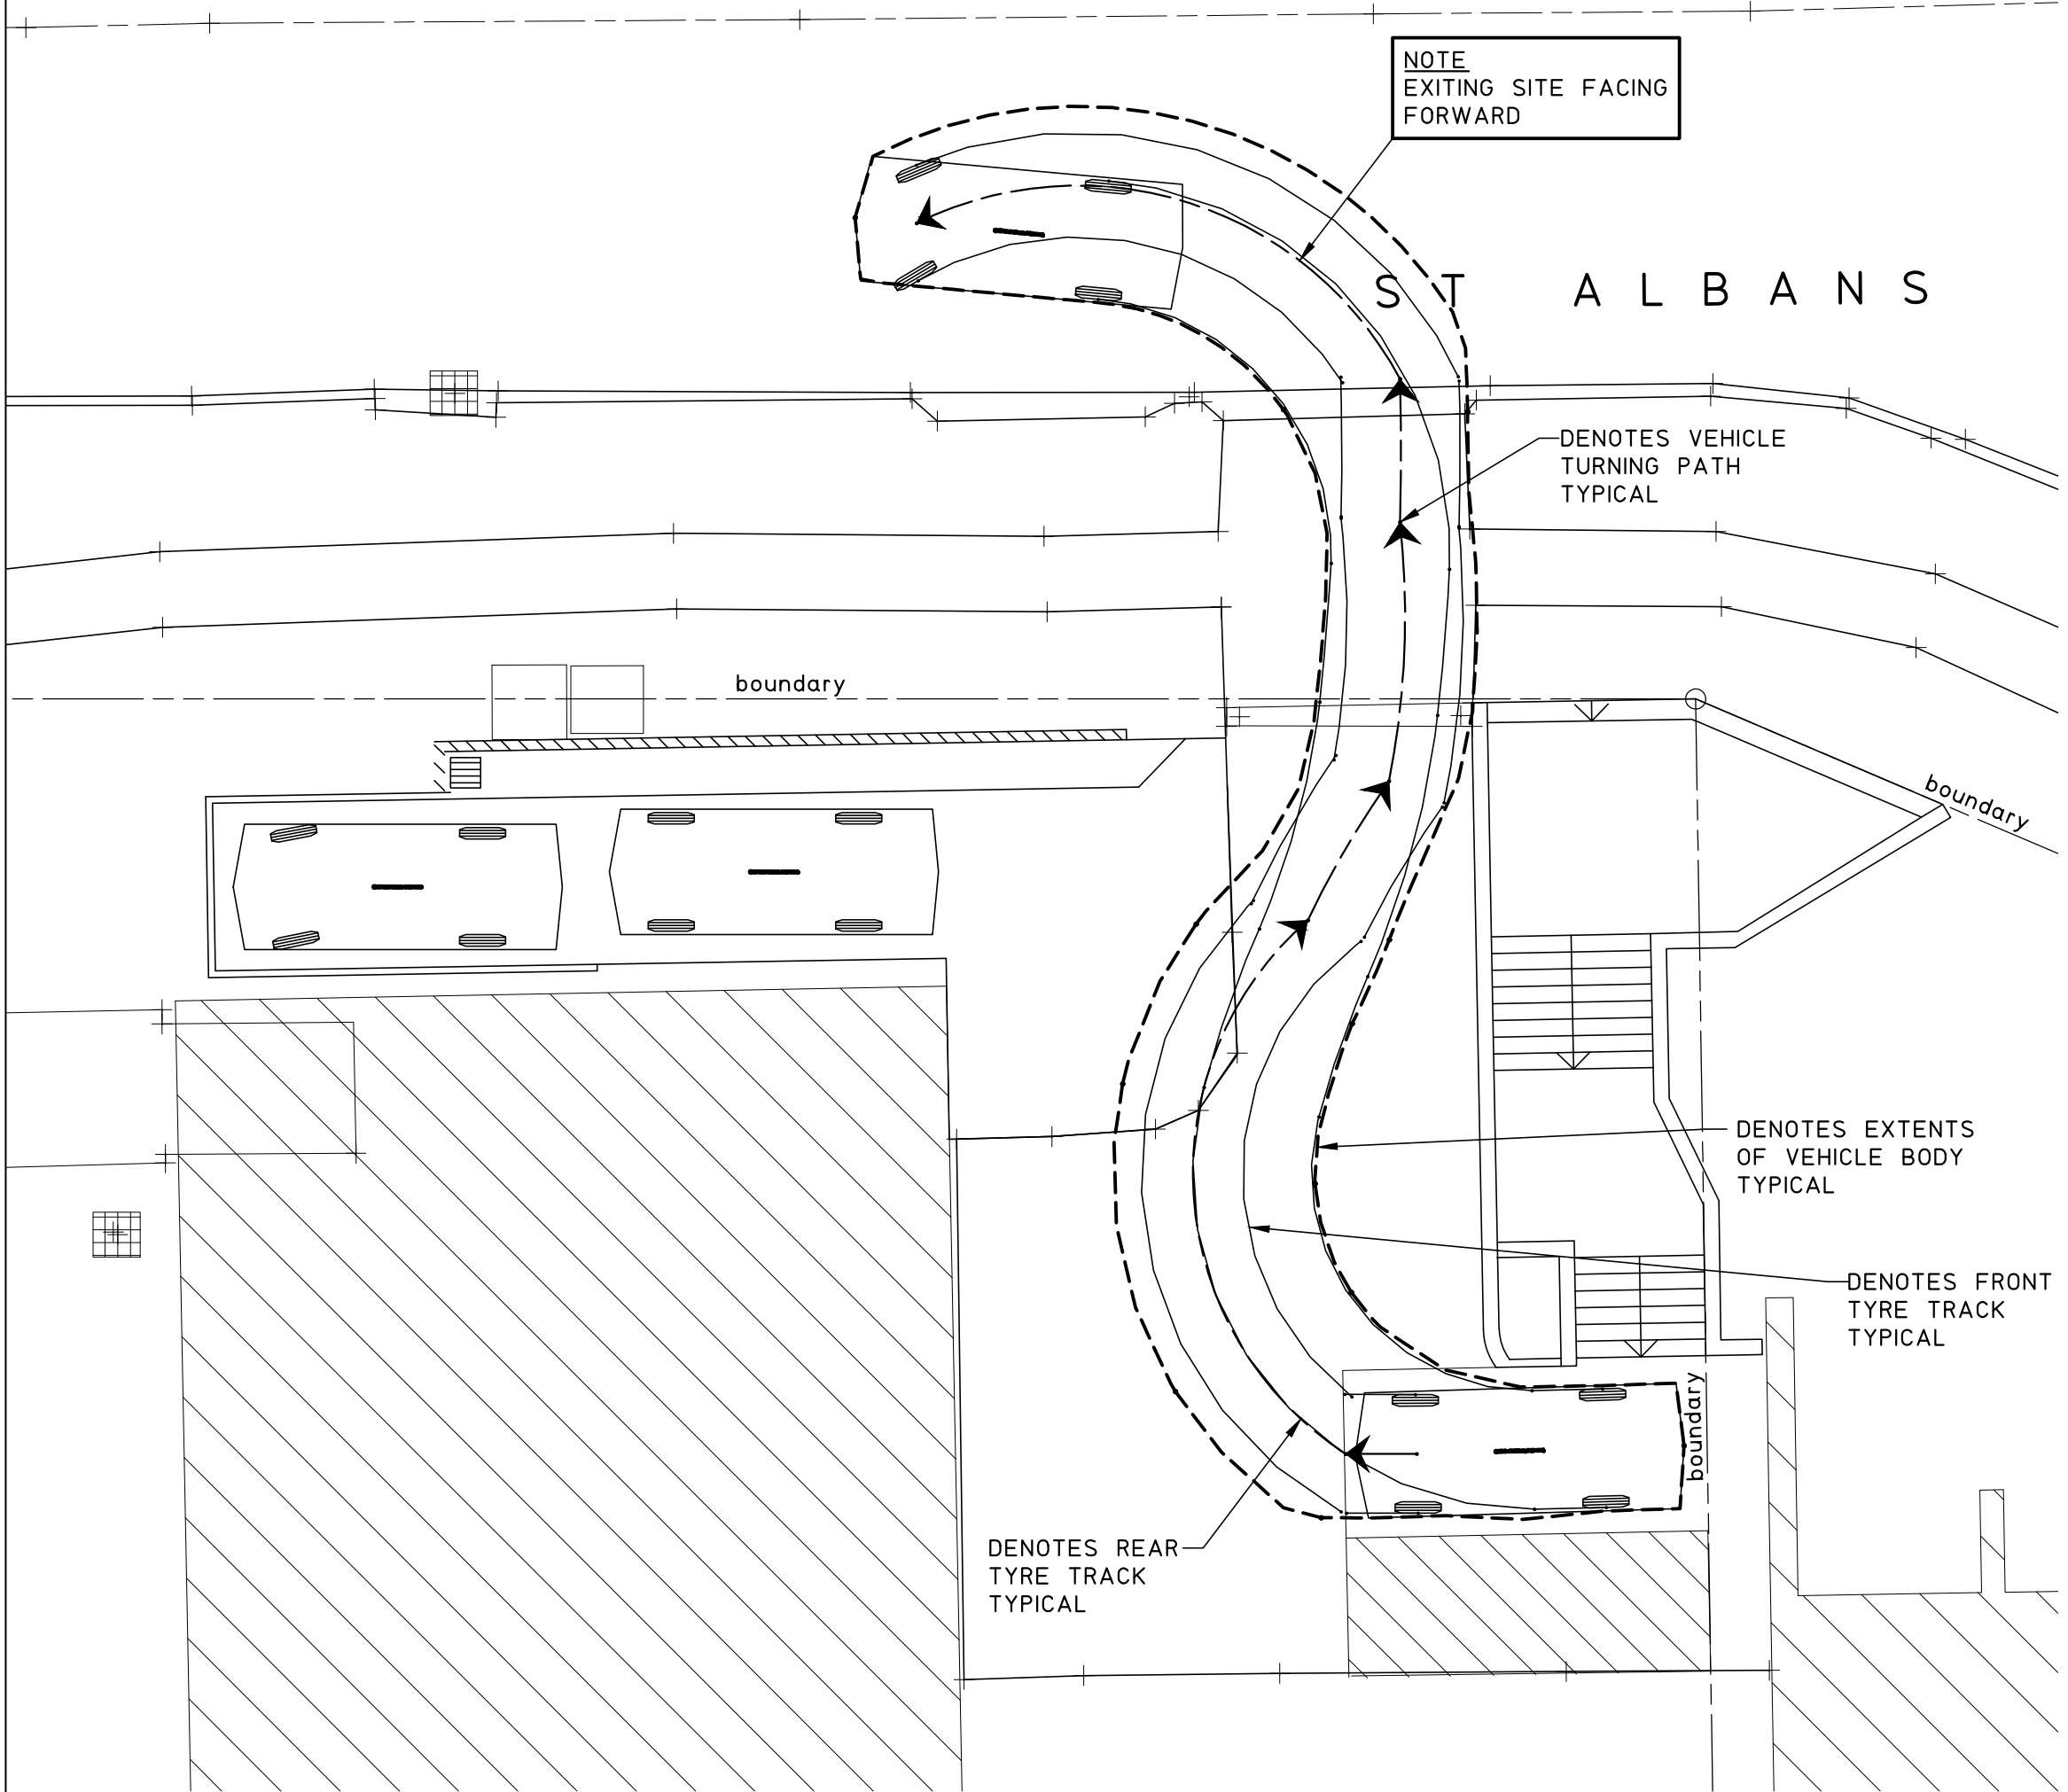 NOTE
EXITING SITE FACING
FORWARD
ST ALBANS
DENOTES VEHICLE
TURNING PATH
TYPICAL
boundary
boundary
DENOTES EXTENTS
OF VEHICLE BODY
TYPICAL
DENOTES FRONT
TYRE TRACK
TYPICAL
boundary
DENOTES REAR
TYRE TRACK
TYPICAL